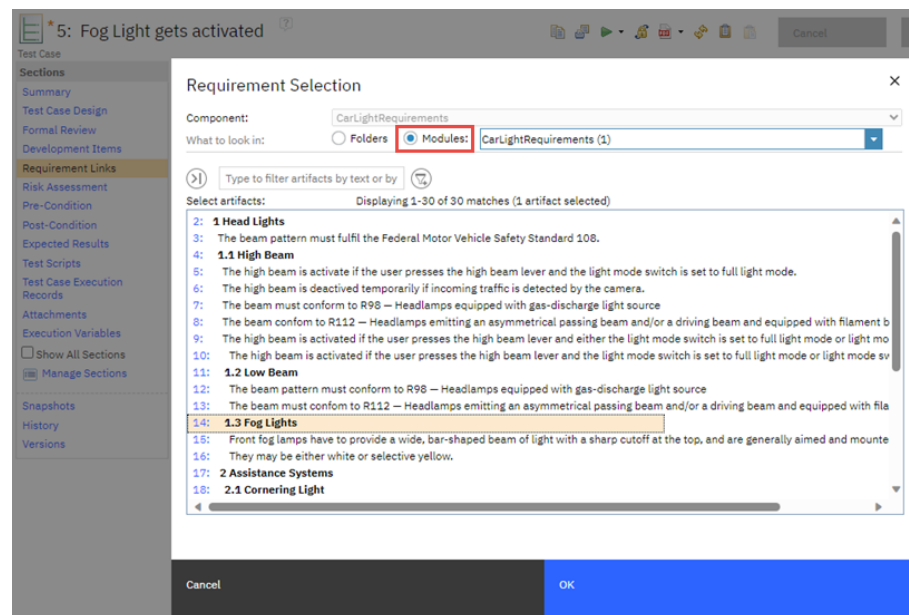 *5: Fog Light gets activated
Test Case
Cancel
Sections
Summary
Test Case Design
Formal Review
Development Items
Requirement Links
Risk Assessment
Pre-Condition
Post-Condition
Expected Results
Test Scripts
Test Case Execution
Records
Attachments
Execution Variables
Show All Sections
Manage Sections
Snapshots
History
Versions
Requirement Selection
Component: CarLightRequirements
What to look in: Folders Modules: CarLightRequirements (1)
Type to filter artifacts by text or by
Select artifacts: Displaying 1-30 of 30 matches (1 artifact selected)
2: 1 Head Lights
3: The beam pattern must fulfil the Federal Motor Vehicle Safety Standard 108.
4: 1.1 High Beam
5: The high beam is activate if the user presses the high beam lever and the light mode switch is set to full light mode.
6: The high beam is deactived temporarily if incoming traffic is detected by the camera.
7: The beam must conform to R98 — Headlamps equipped with gas-discharge light source
8: The beam confom to R112 — Headlamps emitting an asymmetrical passing beam and/or a driving beam and equipped with filament b
9: The high beam is activated if the user presses the high beam lever and either the light mode switch is set to full light mode or light mo
10: The high beam is activated if the user presses the high beam lever and the light mode switch is set to full light mode or light mode sv
11: 1.2 Low Beam
12: The beam pattern must conform to R98 — Headlamps equipped with gas-discharge light source
13: The beam must confom to R112 — Headlamps emitting an asymmetrical passing beam and/or a driving beam and equipped with fila
14: 1.3 Fog Lights
15: Front fog lamps have to provide a wide, bar-shaped beam of light with a sharp cutoff at the top, and are generally aimed and mounte
16: They may be either white or selective yellow.
17: 2 Assistance Systems
18: 2.1 Cornering Light
Cancel
OK